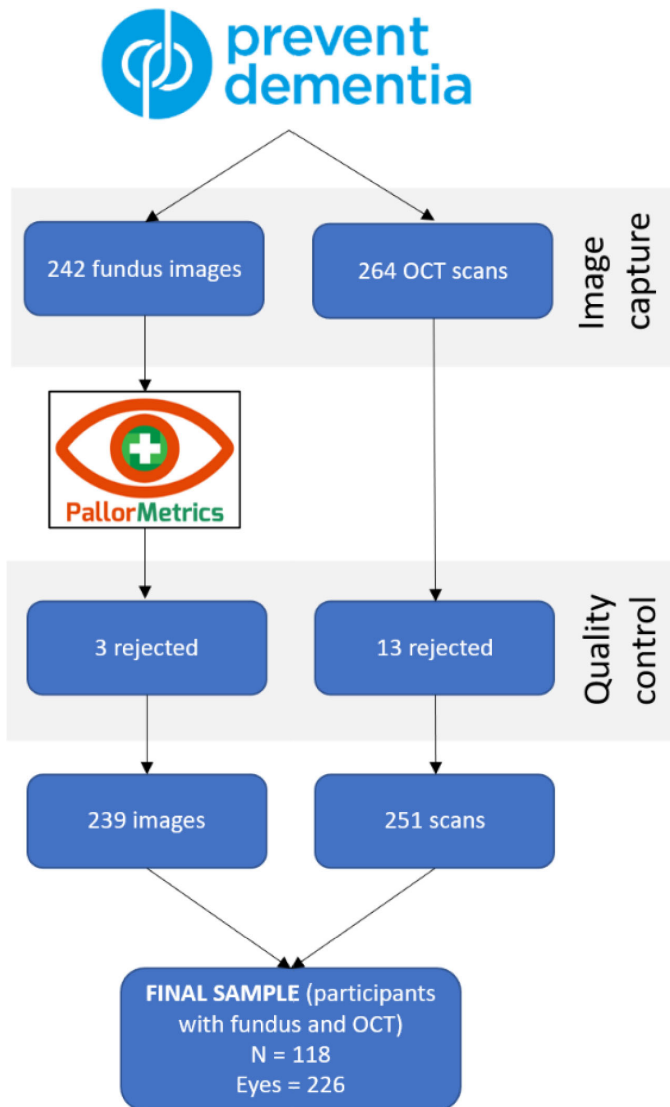 prevent
dementia
242 fundus images
264 OCT scans
Image
capture
PallorMetrics
3 rejected
13 rejected
Quality
control
239 images
251 scans
FINAL SAMPLE (participants
with fundus and OCT)
N = 118
Eyes = 226